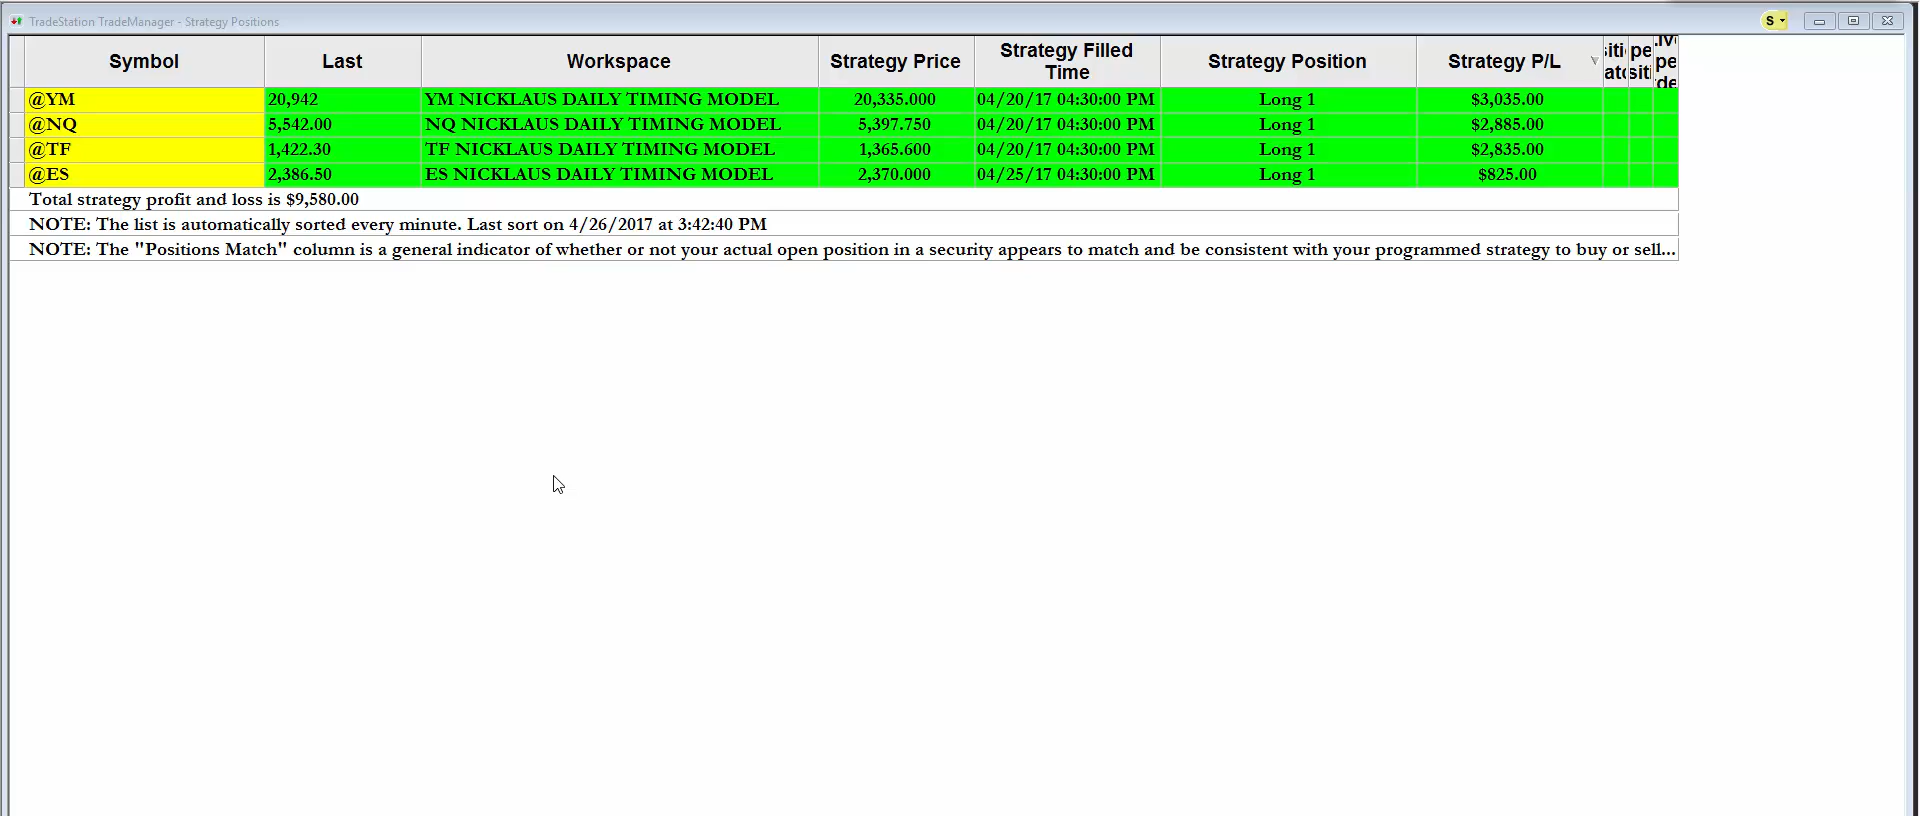 TradeStation TradeManager - Strategy Positions
S
Symbol Last Workspace Strategy Price Strategy Filled Time Strategy Position Strategy P/L
@YM 20,942 YM NICKLAUS DAILY TIMING MODEL 20,335.000 04/20/17 04:30:00 PM Long 1 $3,035.00
@NQ 5,542.00 NQ NICKLAUS DAILY TIMING MODEL 5,397.750 04/20/17 04:30:00 PM Long 1 $2,885.00
@TF 1,422.30 TF NICKLAUS DAILY TIMING MODEL 1,365.600 04/20/17 04:30:00 PM Long 1 $2,835.00
@ES 2,386.50 ES NICKLAUS DAILY TIMING MODEL 2,370.000 04/25/17 04:30:00 PM Long 1 $825.00
Total strategy profit and loss is $9,580.00
NOTE: The list is automatically sorted every minute. Last sort on 4/26/2017 at 3:42:40 PM
NOTE: The "Positions Match" column is a general indicator of whether or not your actual open position in a security appears to match and be consistent with your programmed strategy to buy or sell...